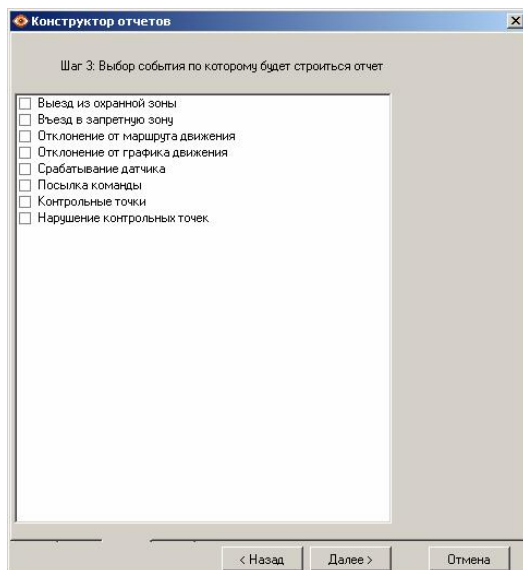 Конструктор отчетов
Шаг 3: Выбор события по которому будет строиться отчет
Выезд из охранной зоны
Въезд в запретную зону
Отклонение от маршрута движения
Отклонение от графика движения
Срабатывание датчика
Посылка команды
Контрольные точки
Нарушение контрольных точек
< Назад
Далее >
Отмена